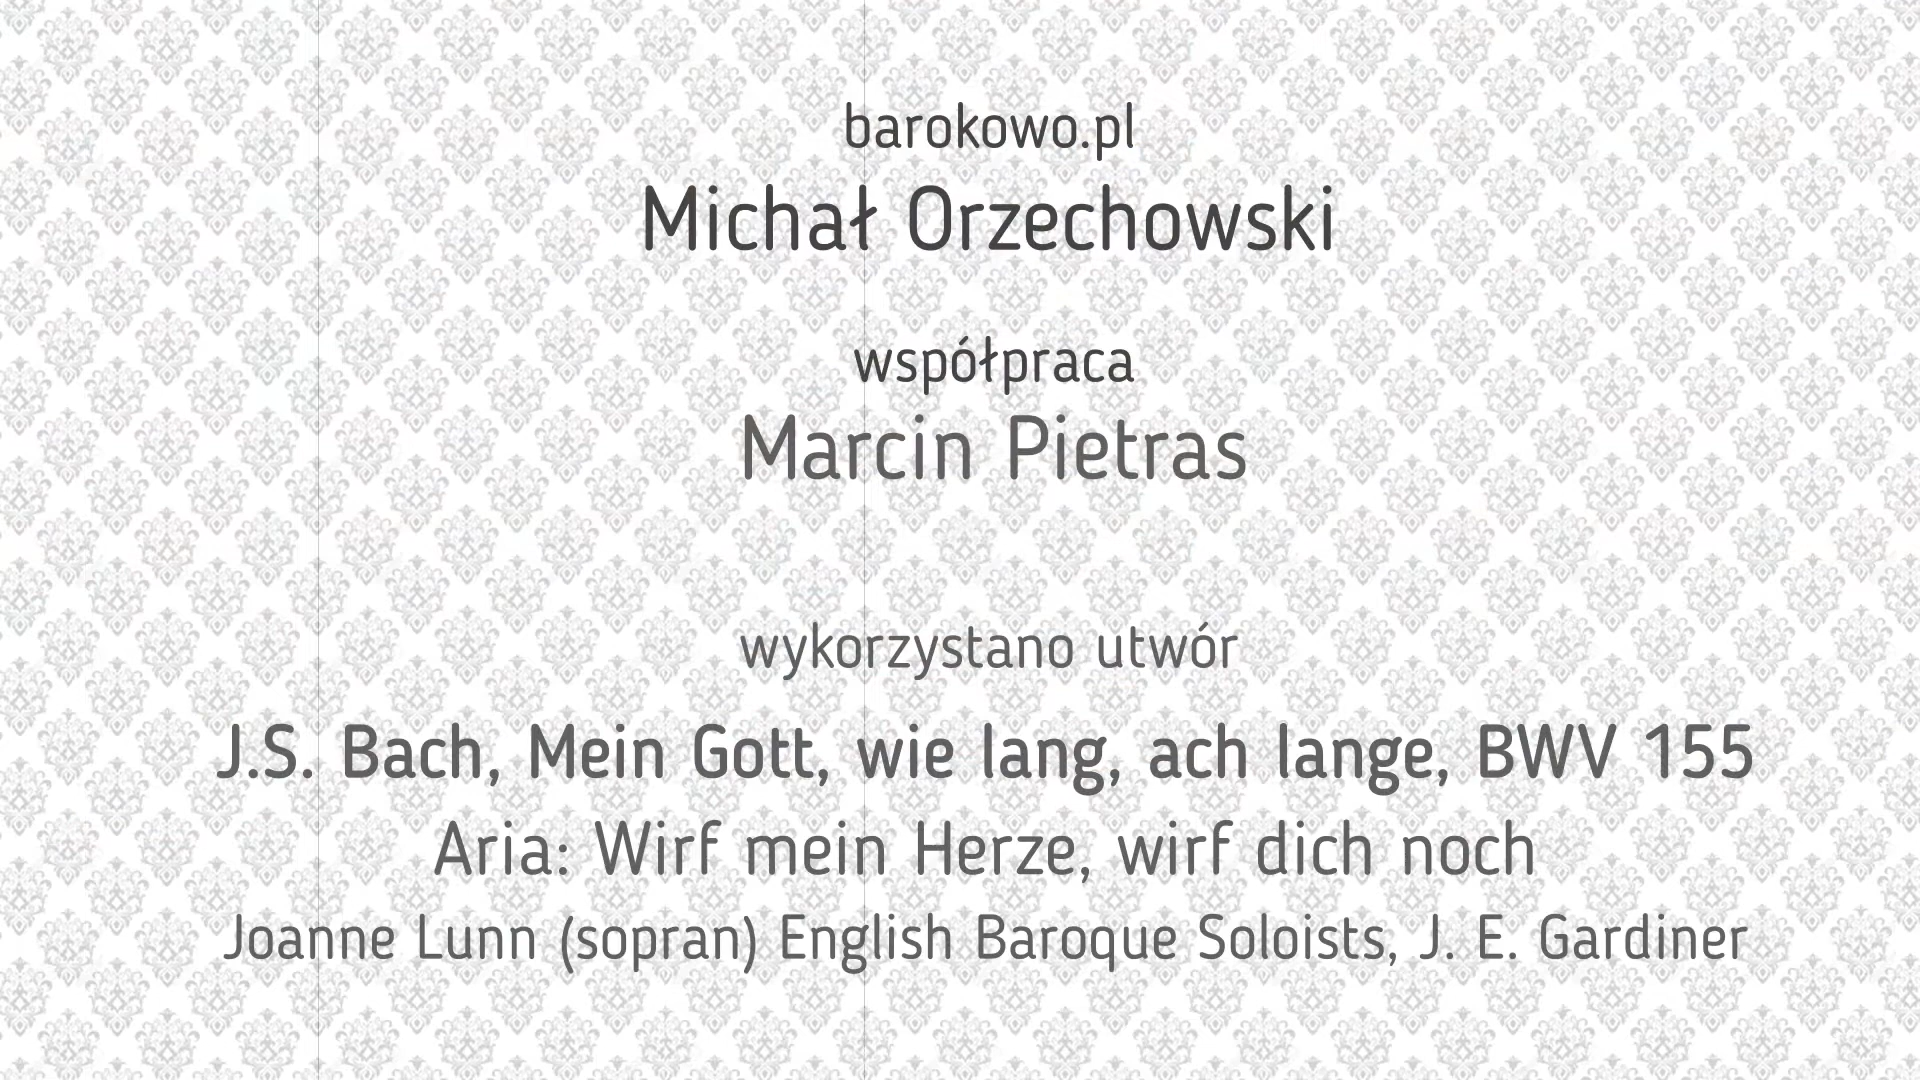 barokowo.pl
Michał Orzechowski
współpraca
Marcin Pietras
wykorzystano utwór
J.S. Bach, Mein Gott, wie lang, ach lange, BWV 155
Aria: Wirf mein Herze, wirf dich noch
Joanne Lunn (sopran) English Baroque Soloists, J. E. Gardiner